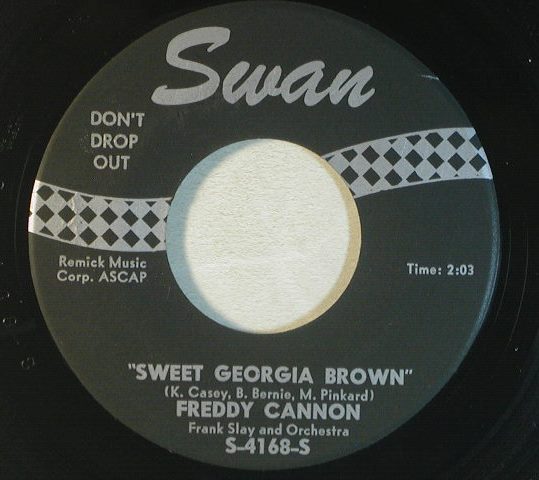 Swan
DON'T
DROP
OUT
Remick Music
Corp. ASCAP
Time: 2:03
"SWEET GEORGIA BROWN"
(K. Casey, B. Bernie, M. Pinkard)
FREDDY CANNON
Frank Slay and Orchestra
S-4168-S